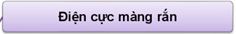 Điện cực màng rắn